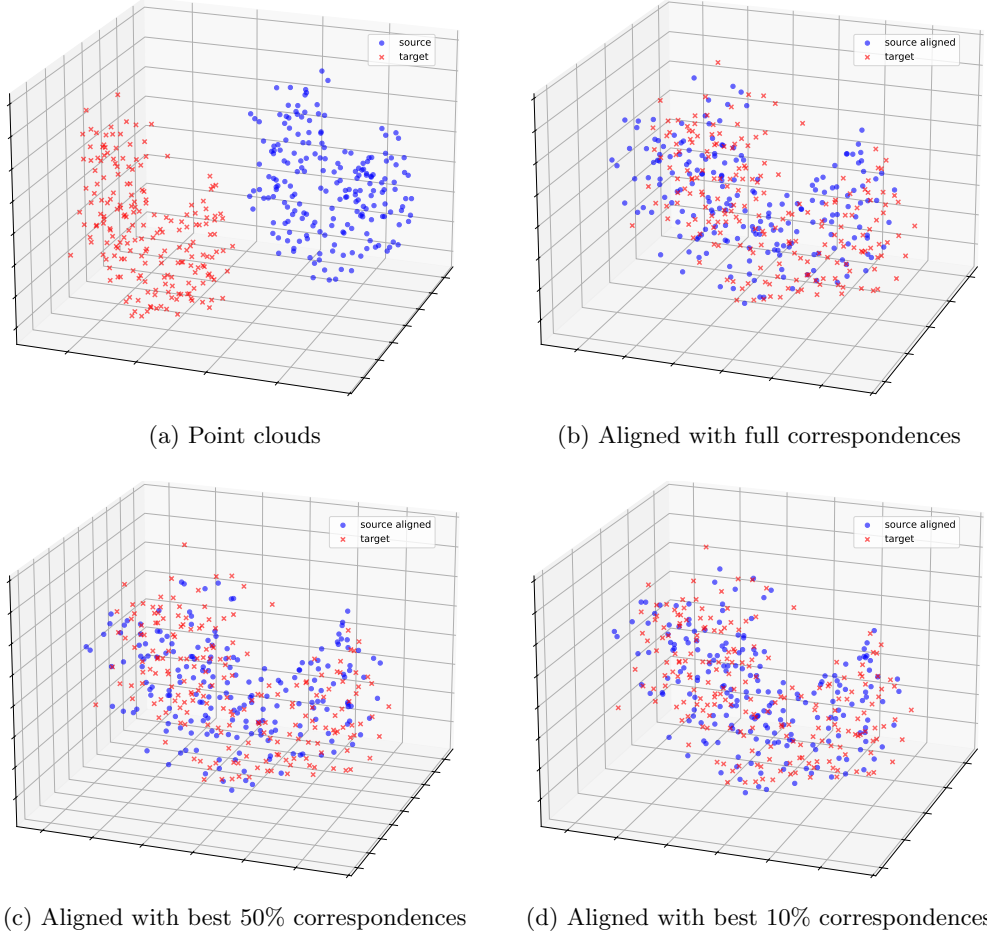 source
target
source aligned
target
(a) Point clouds
(b) Aligned with full correspondences
source aligned
target
source aligned
target
(c) Aligned with best 50% correspondences
(d) Aligned with best 10% correspondences